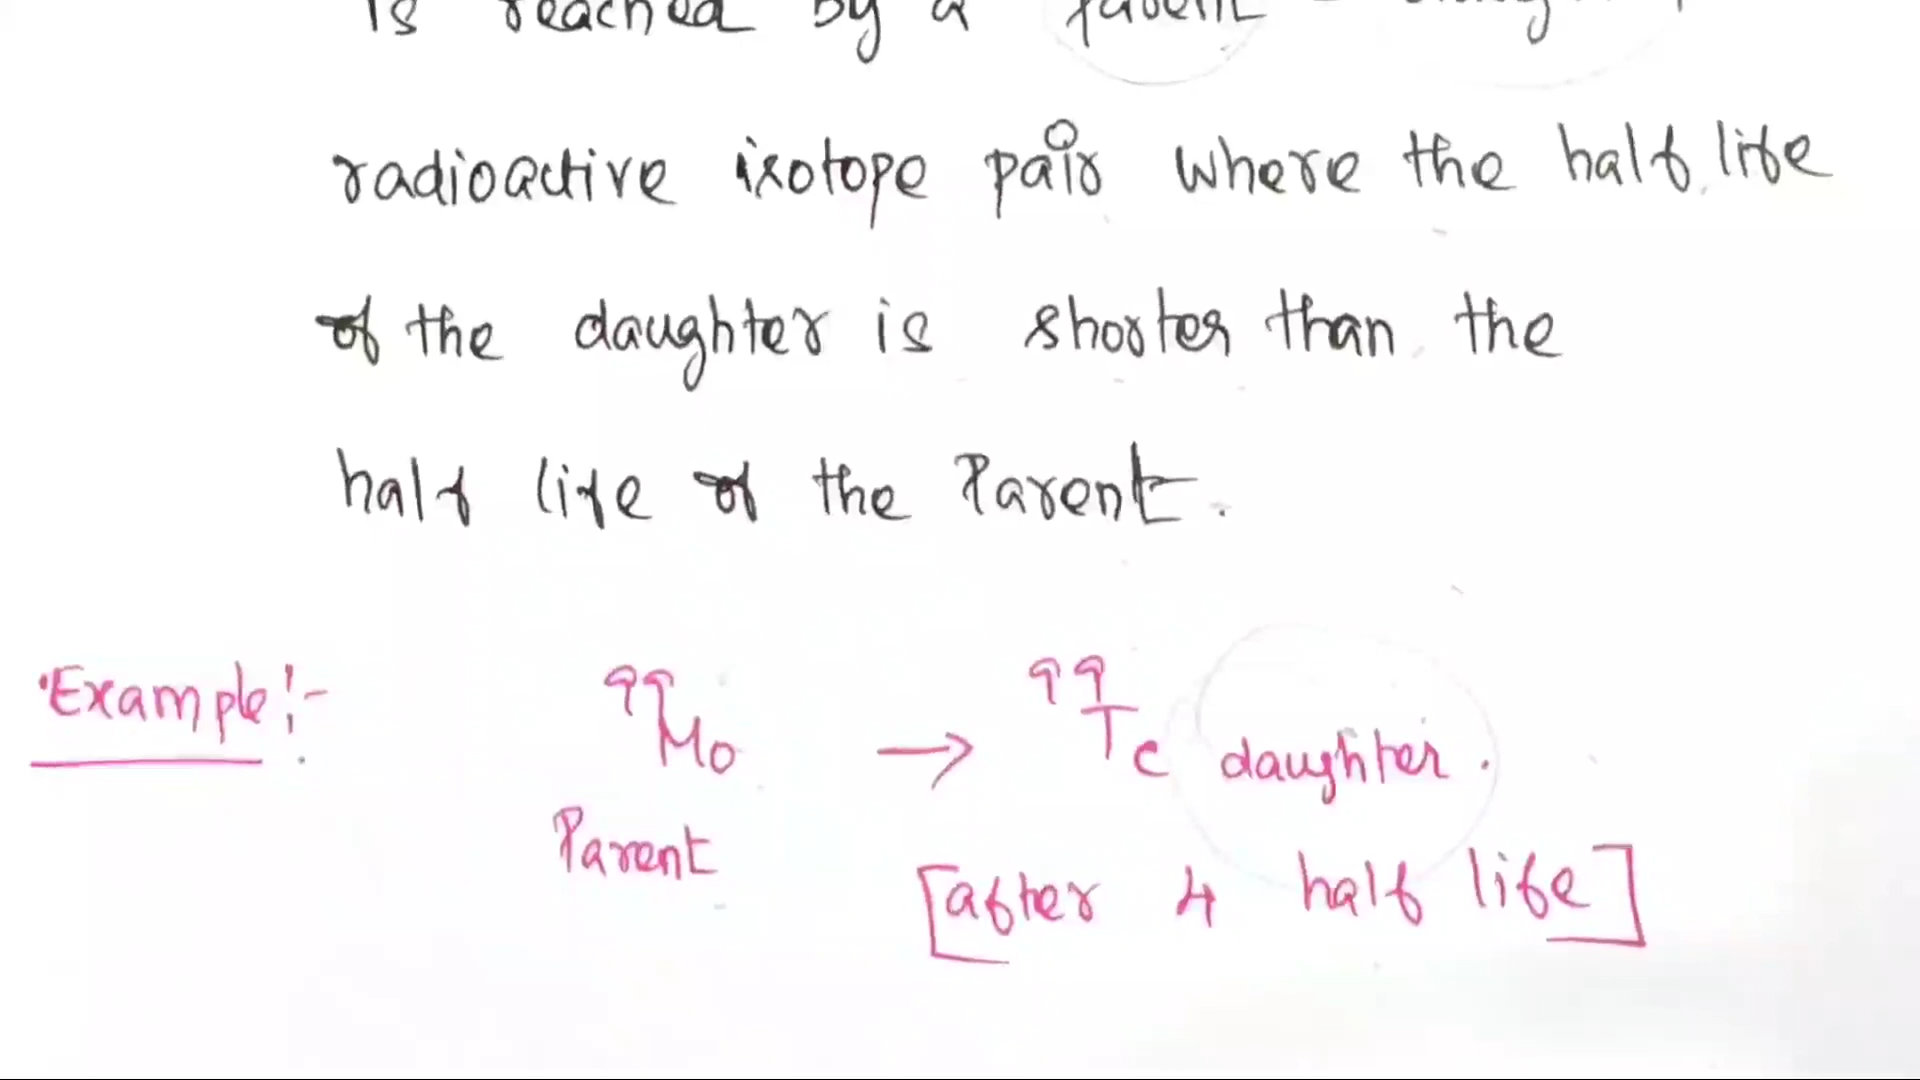 is reached by a parent -
radioactive isotope pair where the half life
of the daughter is shorter than the
half life of the Parent.
Example:- 99Mo → 99Tc daughter.
Parent
[after 4 half life]